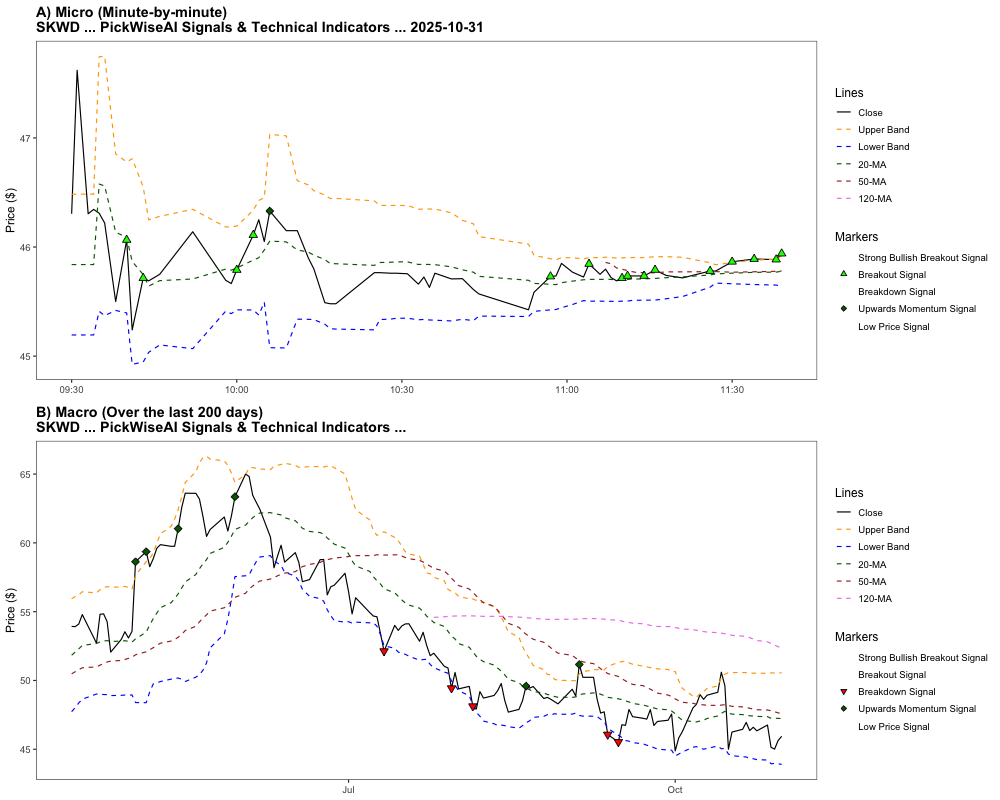 A) Micro (Minute-by-minute)
SKWD ... PickWiseAI Signals & Technical Indicators ... 2025-10-31
Price ($)
47
46
45
09:30
10:00
10:30
11:00
11:30
Lines
Close
Upper Band
Lower Band
20-MA
50-MA
120-MA
Markers
Strong Bullish Breakout Signal
Breakout Signal
Breakdown Signal
Upwards Momentum Signal
Low Price Signal
B) Macro (Over the last 200 days)
SKWD ... PickWiseAI Signals & Technical Indicators ...
Price ($)
65
60
55
50
45
Jul
Oct
Lines
Close
Upper Band
Lower Band
20-MA
50-MA
120-MA
Markers
Strong Bullish Breakout Signal
Breakout Signal
Breakdown Signal
Upwards Momentum Signal
Low Price Signal